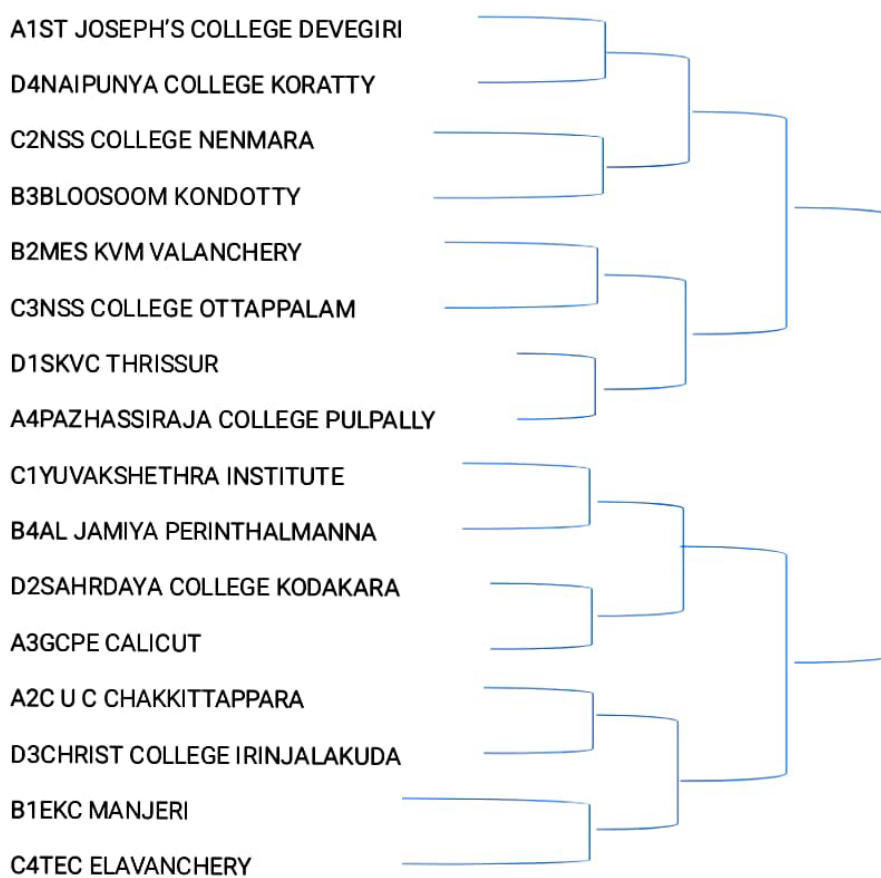 A1ST JOSEPH'S COLLEGE DEVEGIRI
D4NAIPUNYA COLLEGE KORATTY
C2NSS COLLEGE NENMARA
B3BLOOSOOM KONDOTTY
B2MES KVM VALANCHERY
C3NSS COLLEGE OTTAPPALAM
D1SKVC THRISSUR
A4PAZHASSIRAJA COLLEGE PULPALLY
C1YUVAKSHETHRA INSTITUTE
B4AL JAMIYA PERINTHALMANNA
D2SAHRDAYA COLLEGE KODAKARA
A3GCPE CALICUT
A2C U C CHAKKITTAPPARA
D3CHRIST COLLEGE IRINJALAKUDA
B1EKC MANJERI
C4TEC ELAVANCHERY